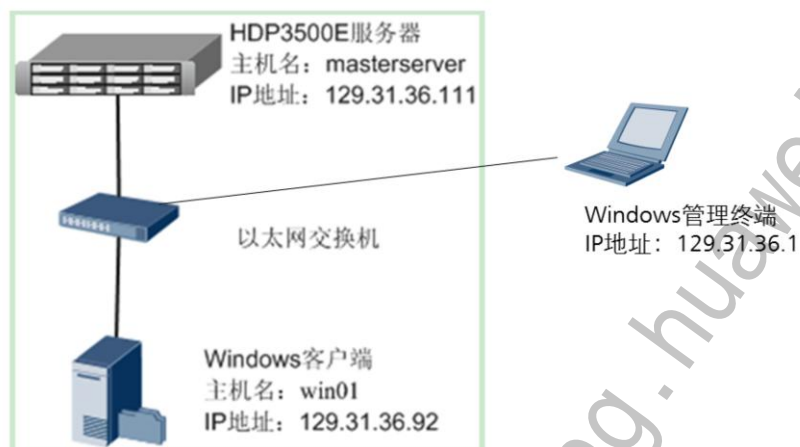 HDP3500E服务器
主机名：masterserver
IP地址：129.31.36.111
Windows管理终端
IP地址：129.31.36.1
以太网交换机
Windows客户端
主机名：win01
IP地址：129.31.36.92